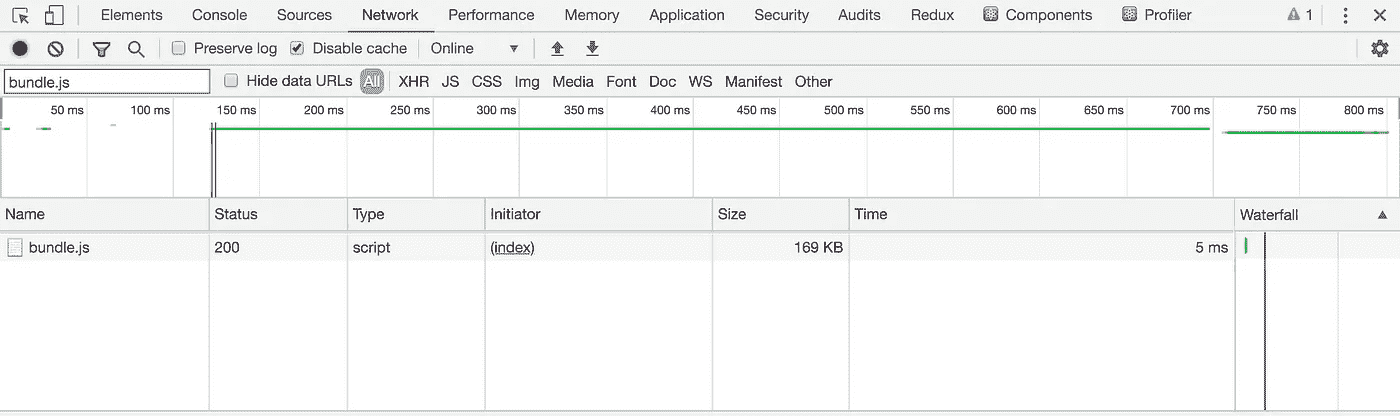 Elements Console Sources Network Performance Memory Application Security Audits Redux Components Profiler 1
Preserve log Disable cache Online
bundle.js Hide data URLs All XHR JS CSS Img Media Font Doc WS Manifest Other
50 ms 100 ms 150 ms 200 ms 250 ms 300 ms 350 ms 400 ms 450 ms 500 ms 550 ms 600 ms 650 ms 700 ms 750 ms 800 ms
Name Status Type Initiator Size Time Waterfall
bundle.js 200 script (index) 169 KB 5 ms